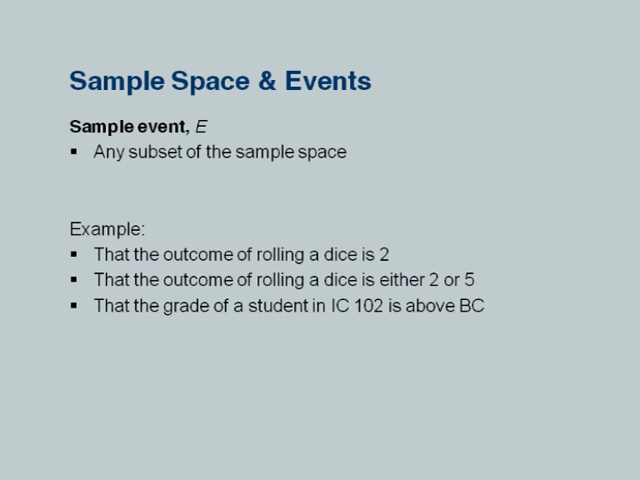 Sample Space & Events
Sample event, E
▪ Any subset of the sample space
Example:
▪ That the outcome of rolling a dice is 2
▪ That the outcome of rolling a dice is either 2 or 5
▪ That the grade of a student in IC 102 is above BC